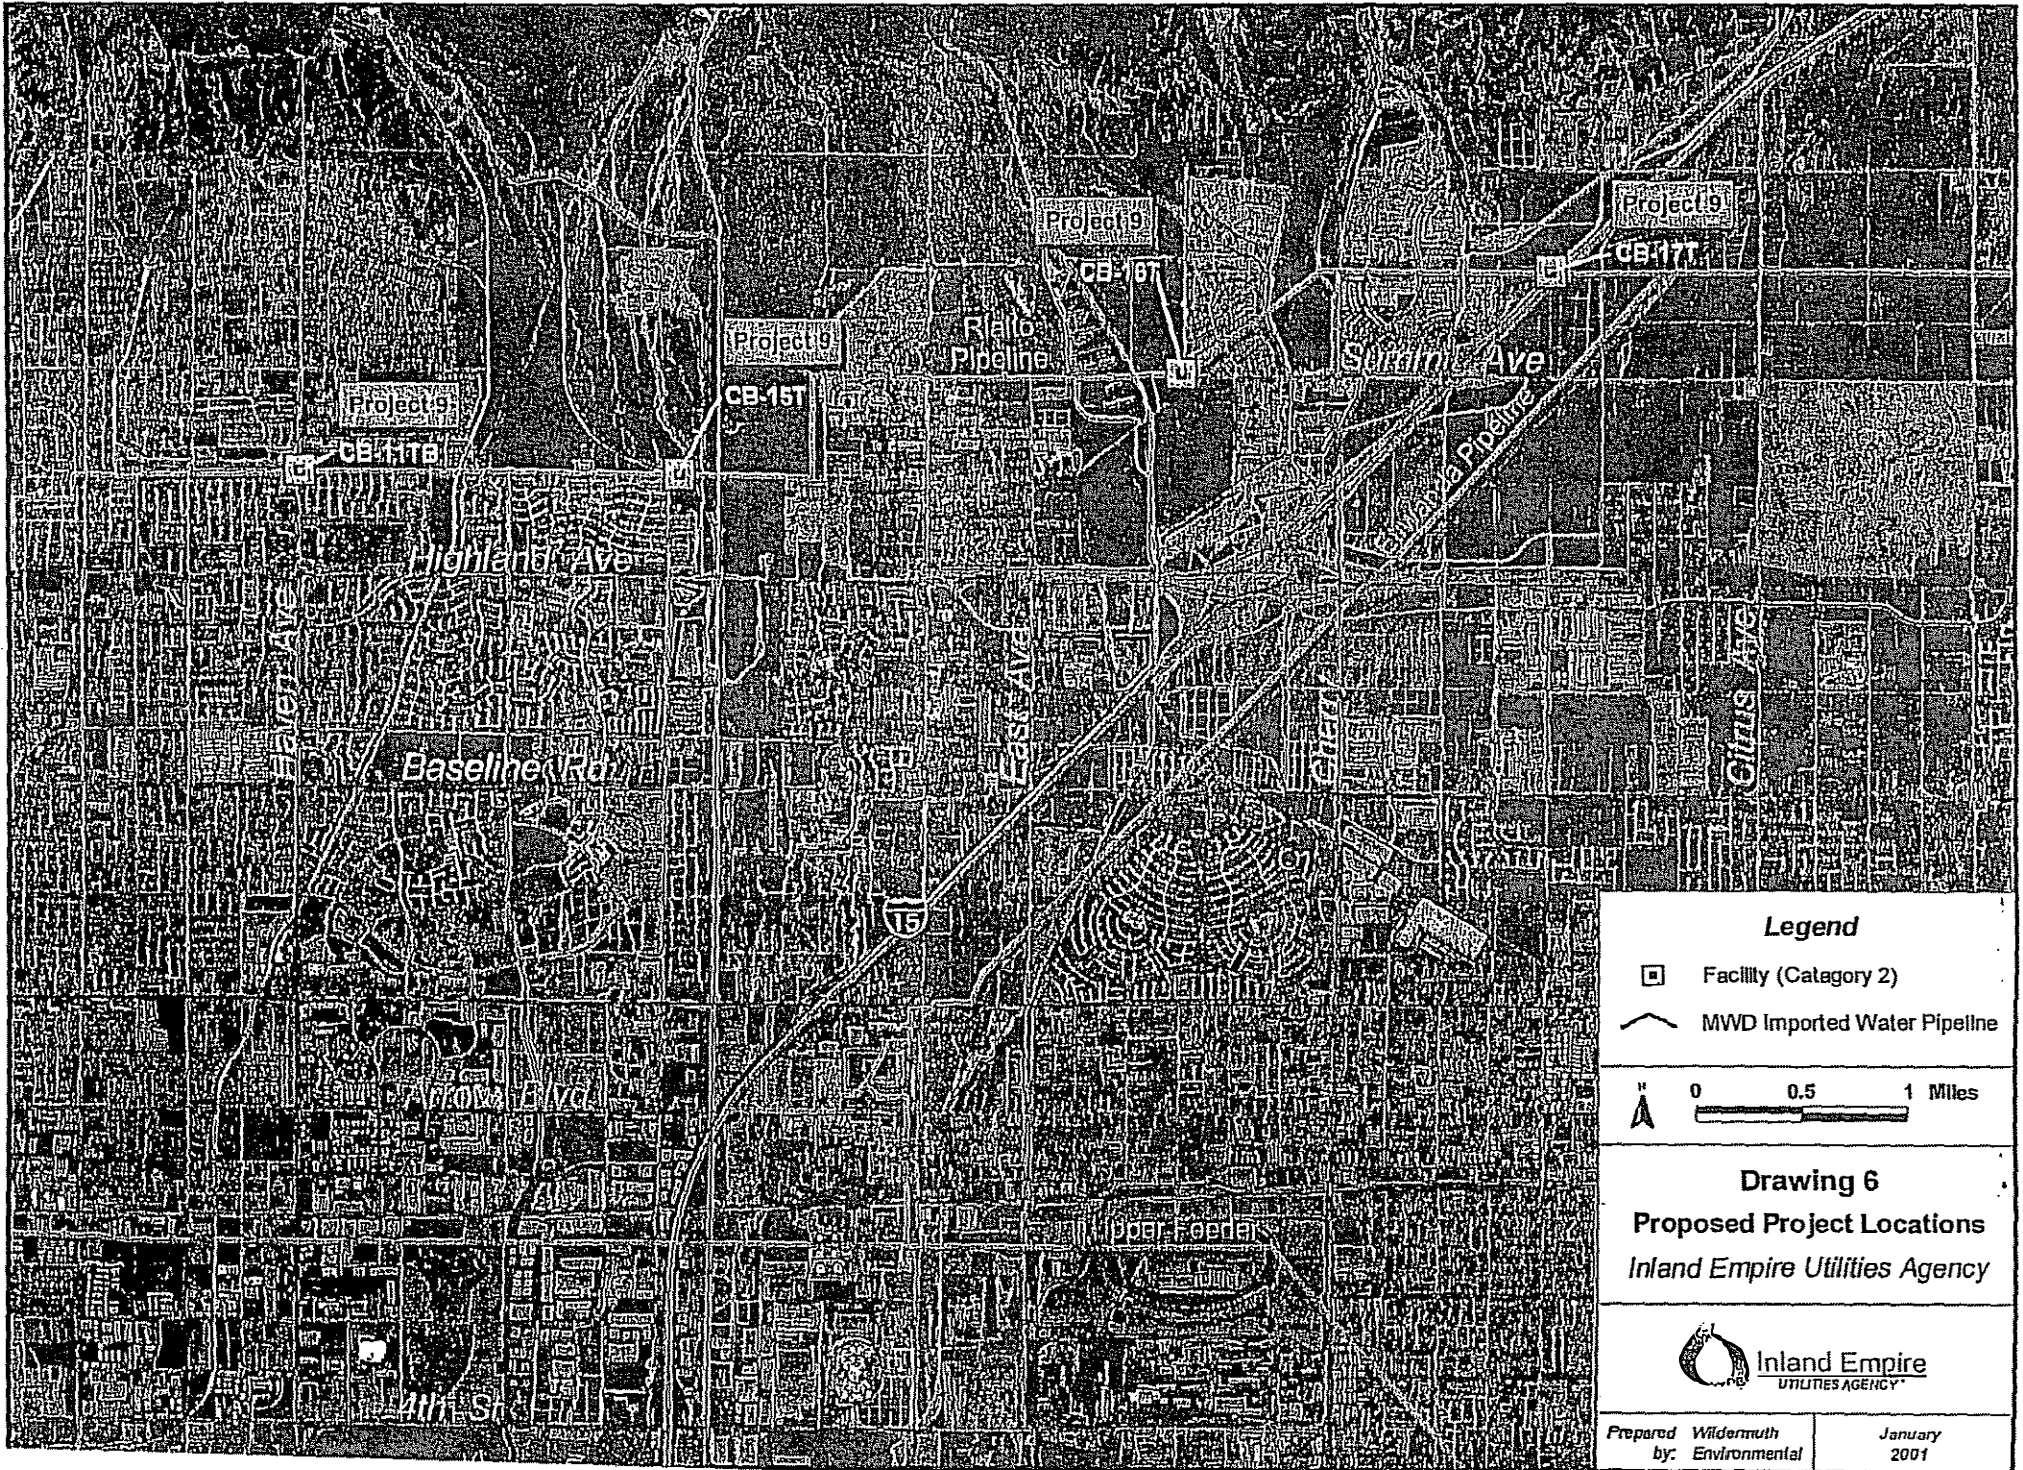 Project 9
Project 9
CB-17T
CB-16T
Rialto
Pipeline
Project 9
Summit Ave
CB-15T
Project 9
CB-11TB
Pipeline
Highland Ave
Haven Ave
East Ave
Cherry
Citrus Ave
Baseline Rd
15
Arrow Blvd
Upper Feeder
4th St
Legend
Facility (Catagory 2)
MWD Imported Water Pipeline
N
0 0.5 1 Miles
Drawing 6
Proposed Project Locations
Inland Empire Utilities Agency
Inland Empire
UTILITIES AGENCY*
Prepared by: Wildermuth Environmental
January 2001